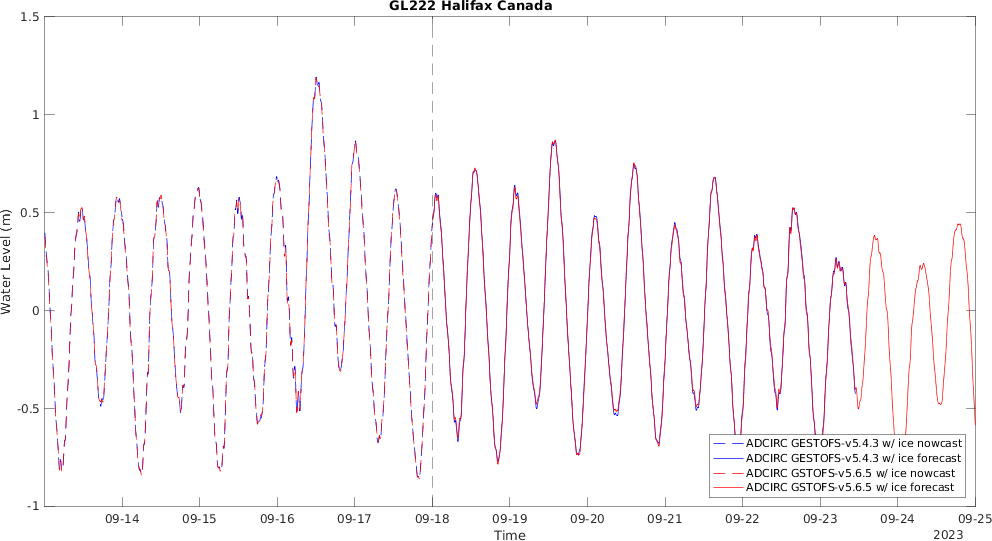 GL222 Halifax Canada
1.5
1
0.5
0
-0.5
-1
Water Level (m)
09-14 09-15 09-16 09-17 09-18 09-19 09-20 09-21 09-22 09-23 09-24 09-25
Time
2023
ADCIRC GESTOFS-v5.4.3 w/ ice nowcast
ADCIRC GESTOFS-v5.4.3 w/ ice forecast
ADCIRC GSTOFS-v5.6.5 w/ ice nowcast
ADCIRC GSTOFS-v5.6.5 w/ ice forecast